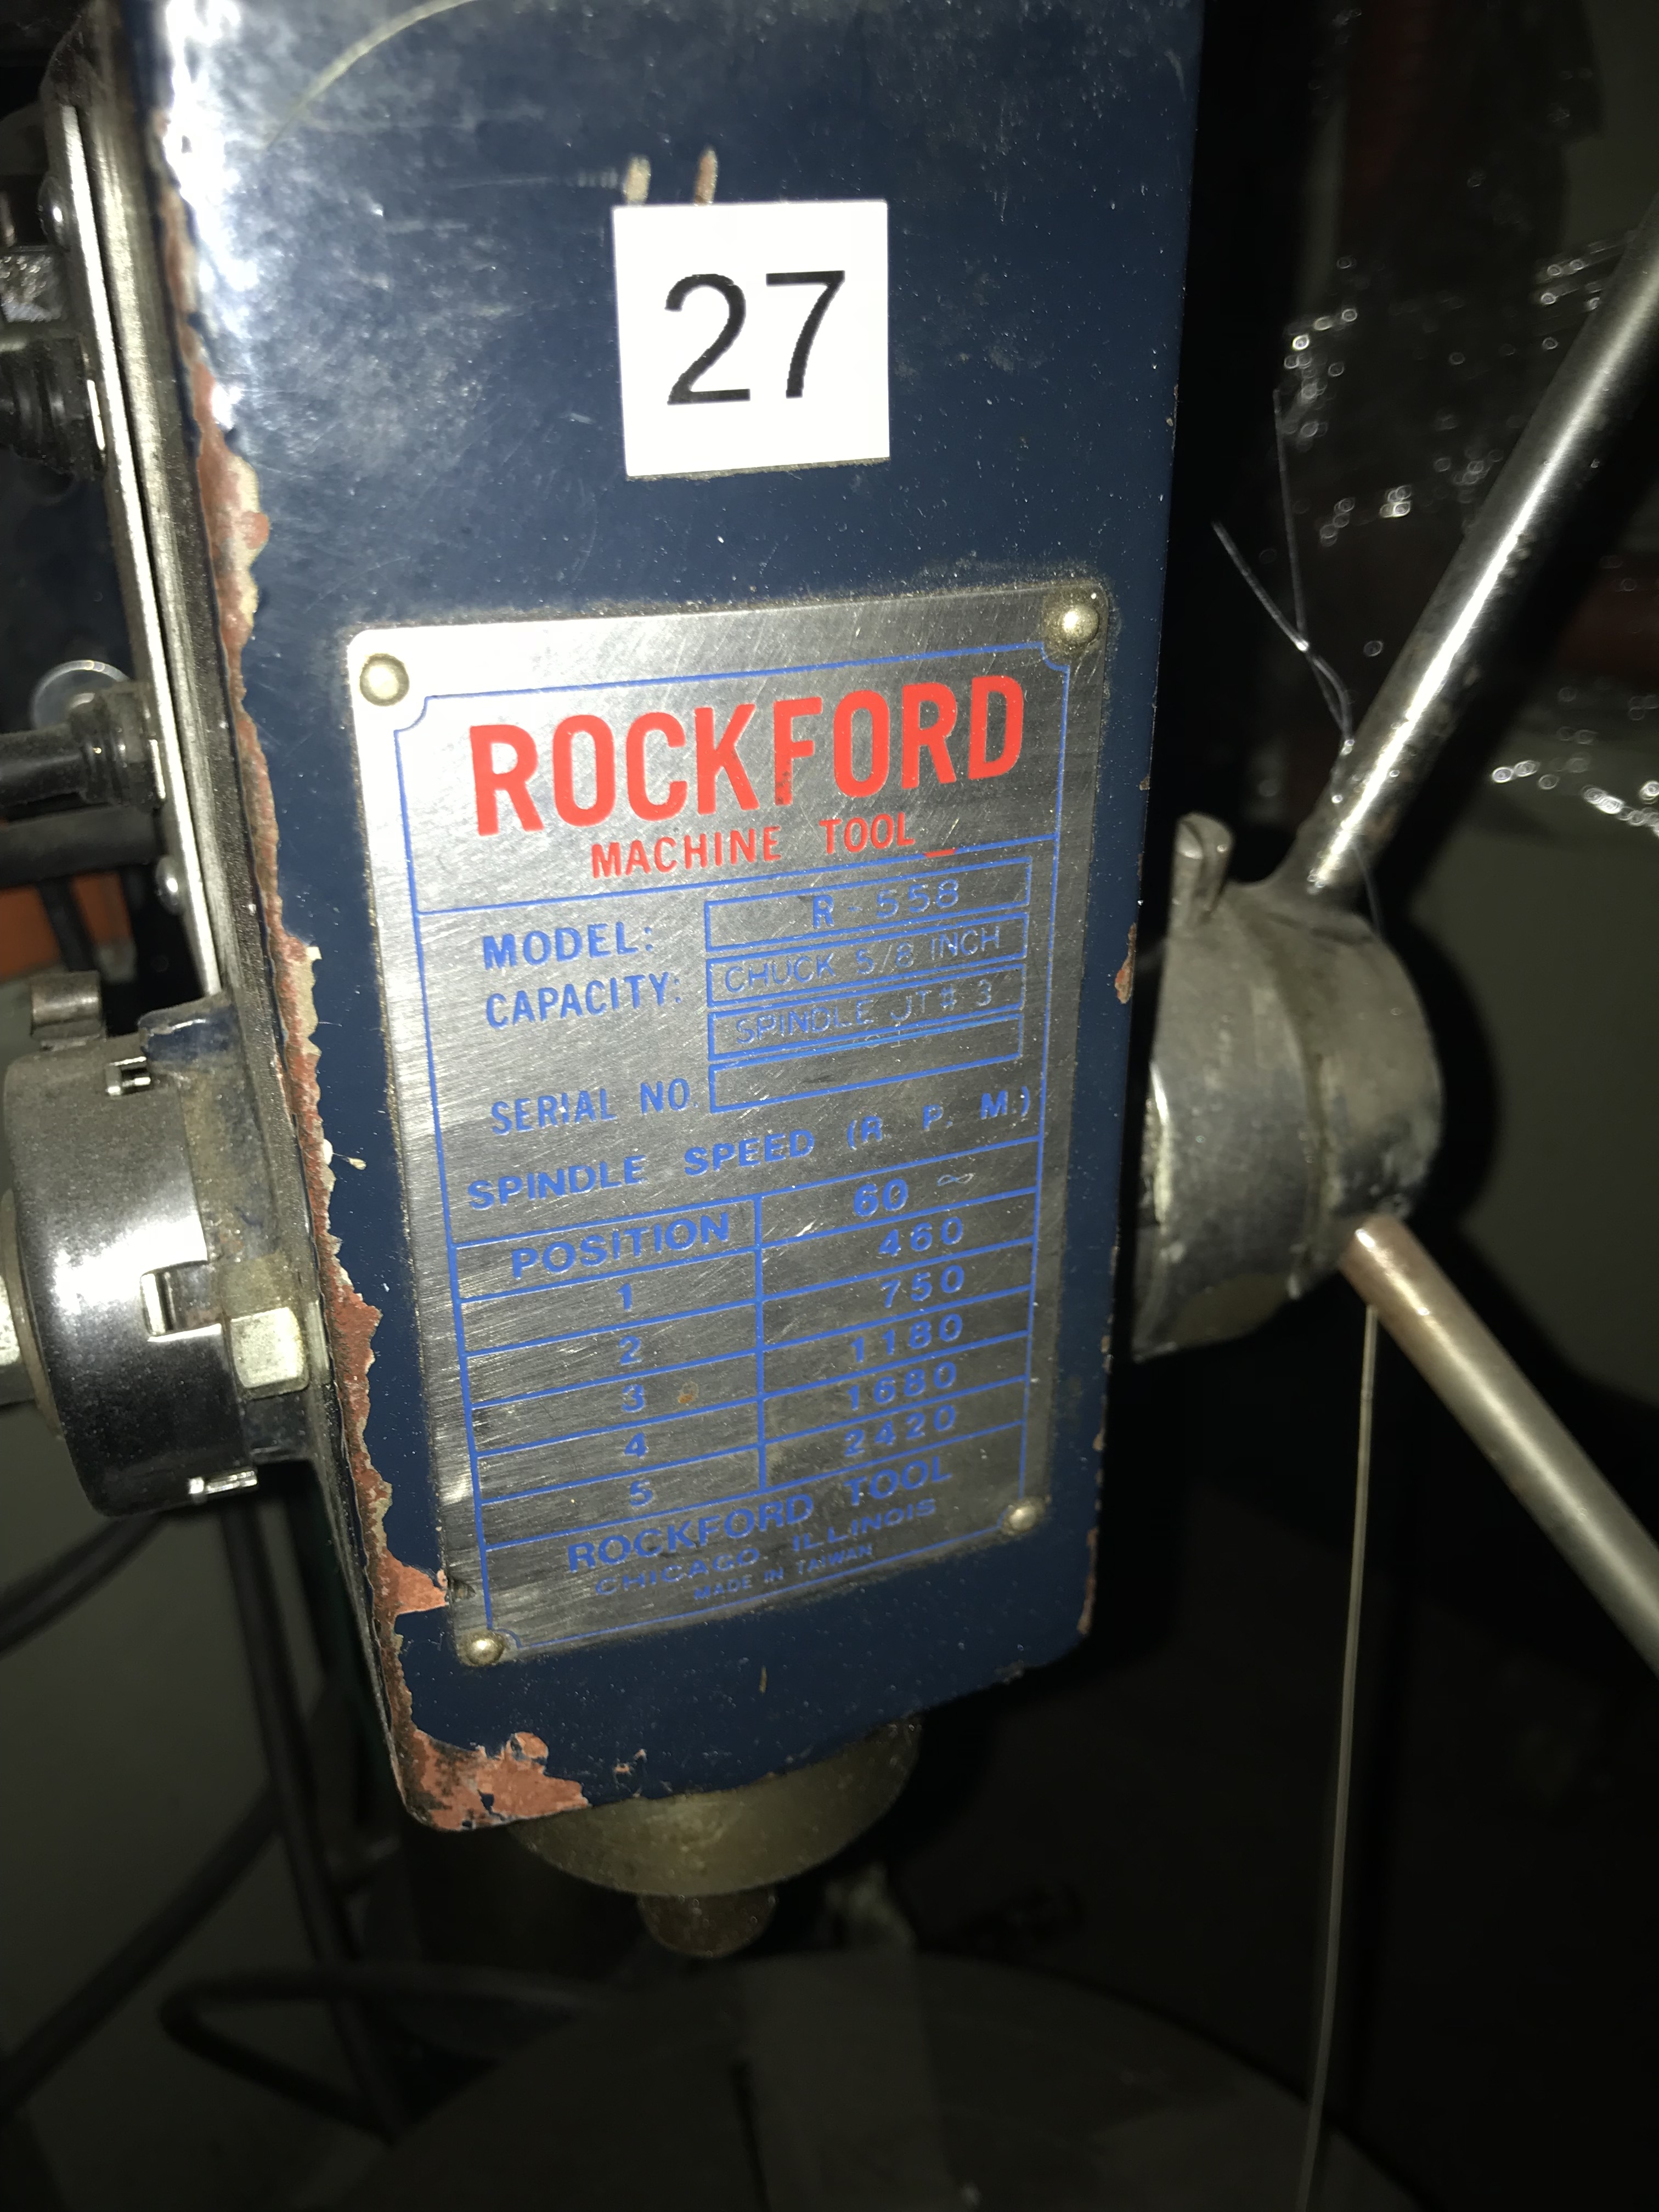 27
ROCKFORD
MACHINE TOOL
MODEL: R-558
CAPACITY: CHUCK 5/8 INCH
SPINDLE JT# 3
SERIAL NO.
SPINDLE SPEED (R. P. M.)
POSITION 60 ~
1 460
2 750
3 1180
4 1680
5 2420
ROCKFORD TOOL
CHICAGO, ILLINOIS
MADE IN TAIWAN